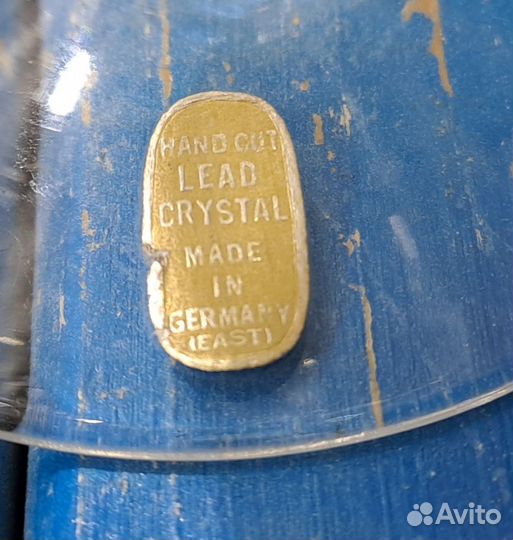 HAND CUT
LEAD
CRYSTAL
MADE
IN
GERMANY
(EAST)
Avito